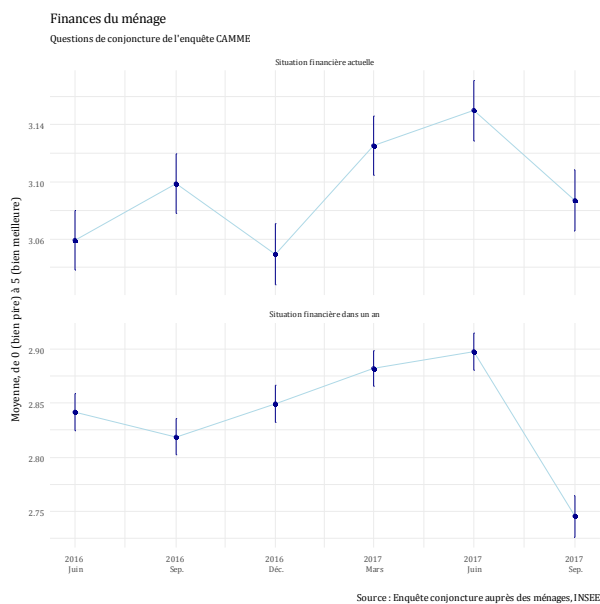 Finances du ménage
Questions de conjoncture de l'enquête CAMME
Situation financière actuelle
3.14
3.10
3.06
Moyenne, de 0 (bien pire) à 5 (bien meilleure)
Situation financière dans un an
2.90
2.85
2.80
2.75
2016 2016 2016 2017 2017 2017
Juin Sep. Déc. Mars Juin Sep.
Source : Enquête conjoncture auprès des ménages, INSEE